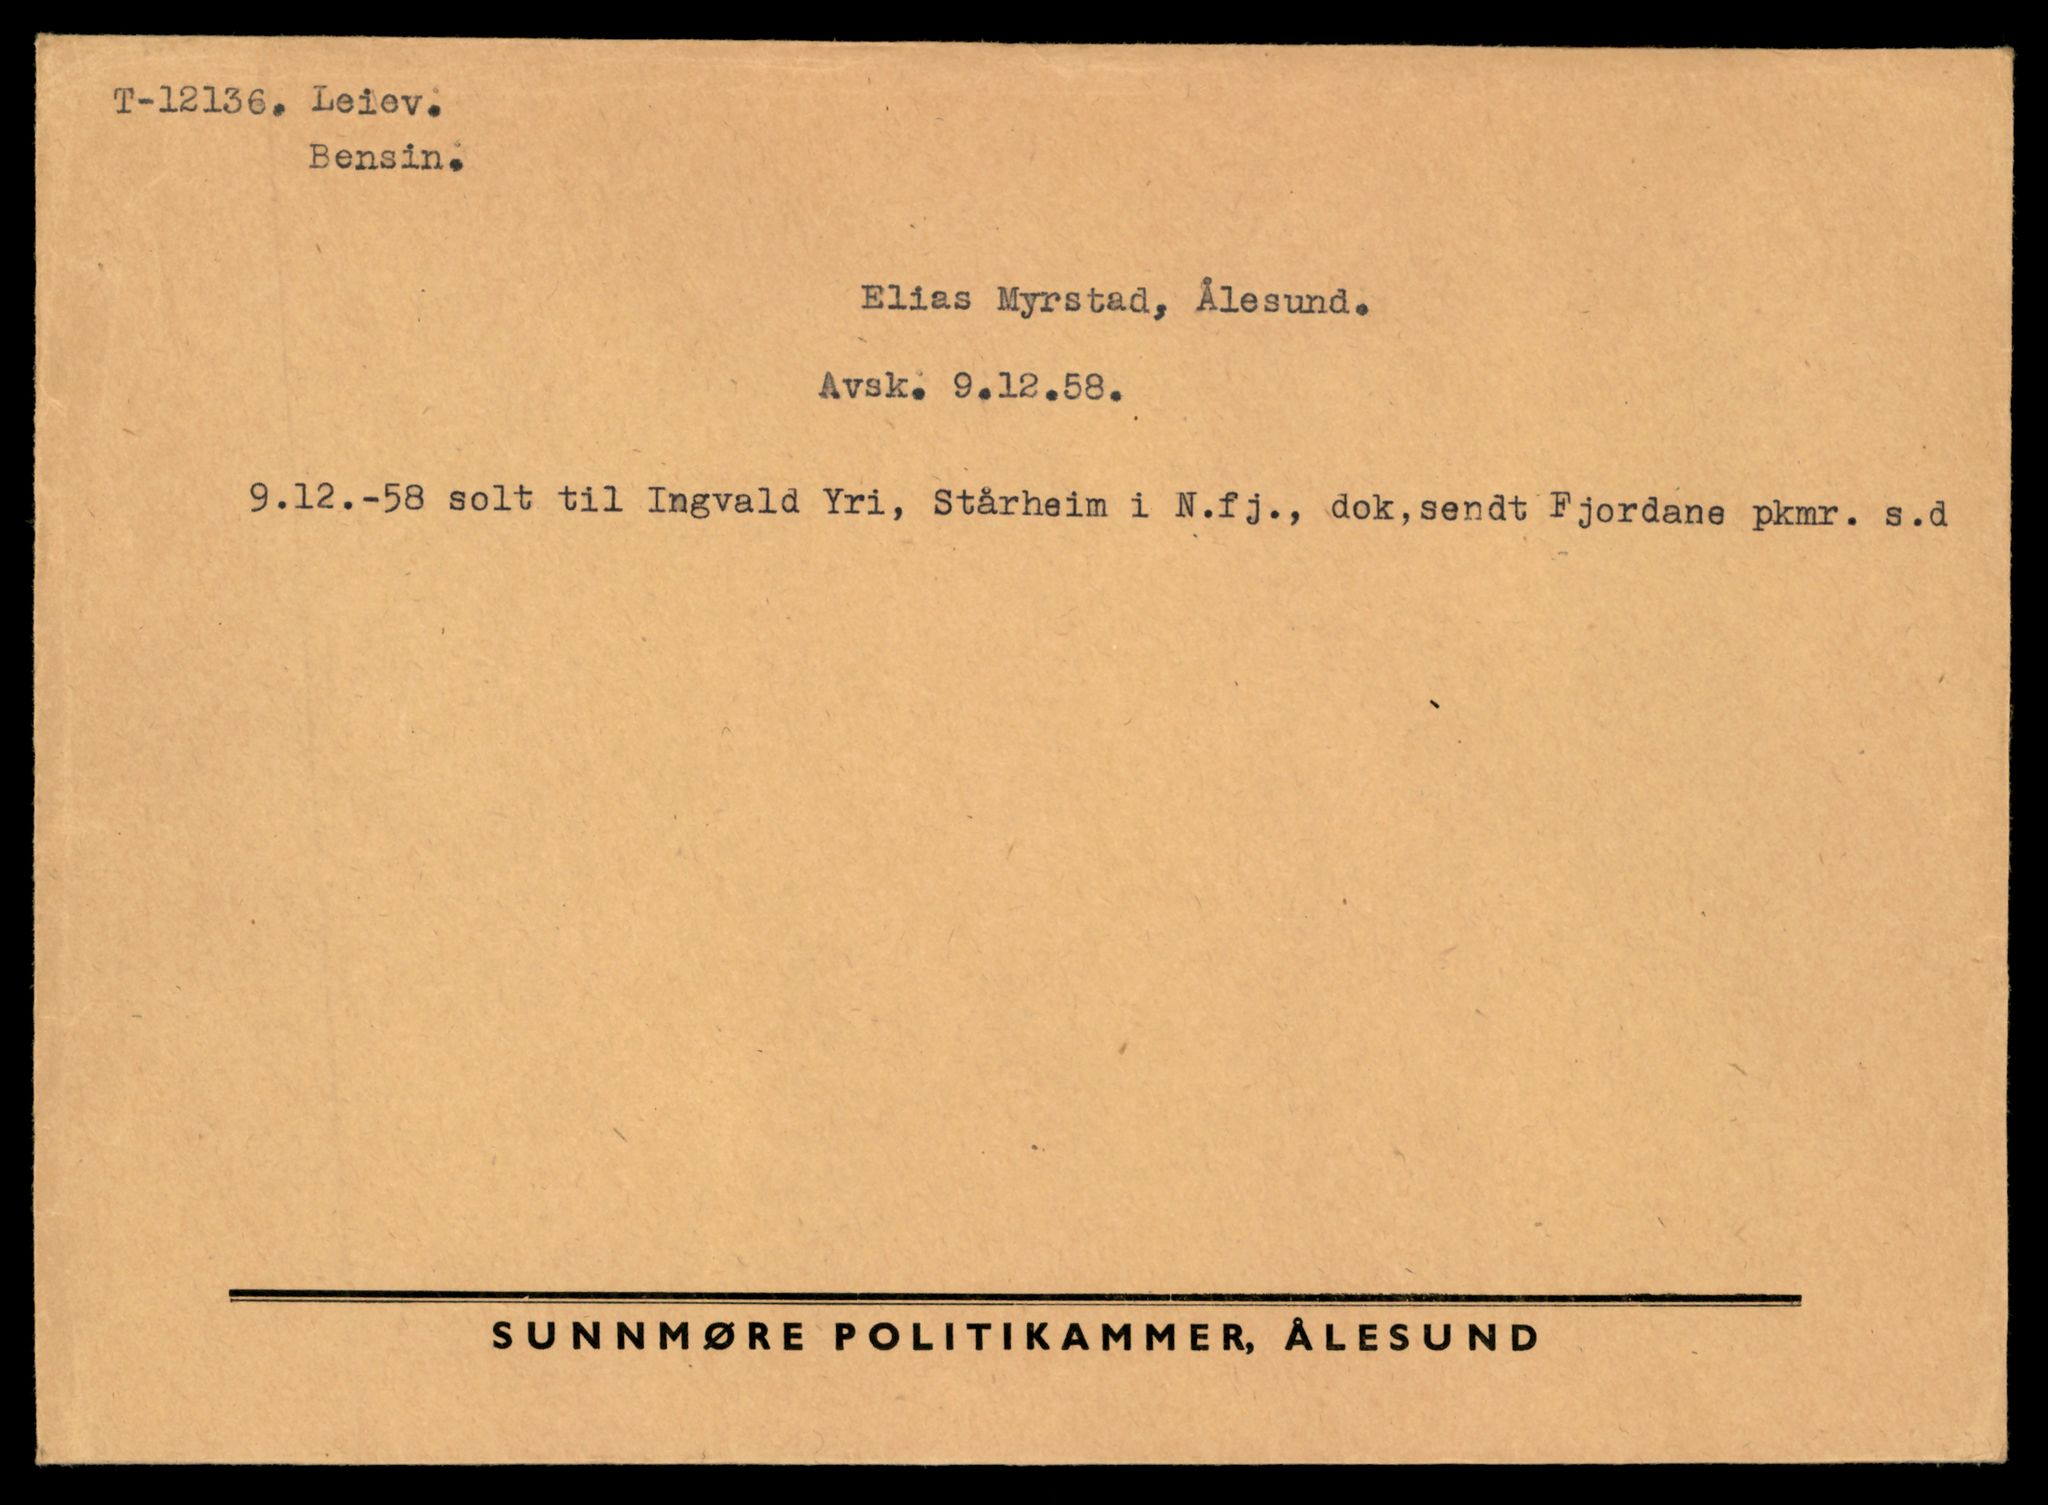 T-12136. Leiev.
Bensin.
Elias Myrstad, Ålesund.
Avsk. 9.12.58.
9.12.-58 solt til Ingvald Yri, Stårheim i N.fj., dok,sendt Fjordane pkmr. s.d
SUNNMØRE POLITIKAMMER, ÅLESUND